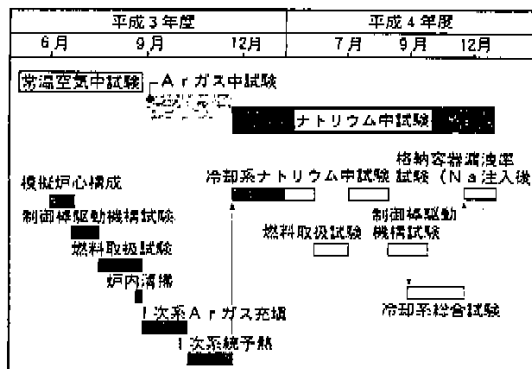 平成3年度 平成4年度
6月 9月 12月 7月 9月 12月
常温空気中試験 Arガス中試験
ナトリウム中試験
模擬炉心構成 冷却系ナトリウム中試験 格納容器漏洩率
試験(Na注入後
制御棒駆動機構試験 制御棒駆動
燃料取扱試験 燃料取扱試験 機構試験
炉内清掃
1次系Arガス充填 冷却系総合試験
1次系統予熱